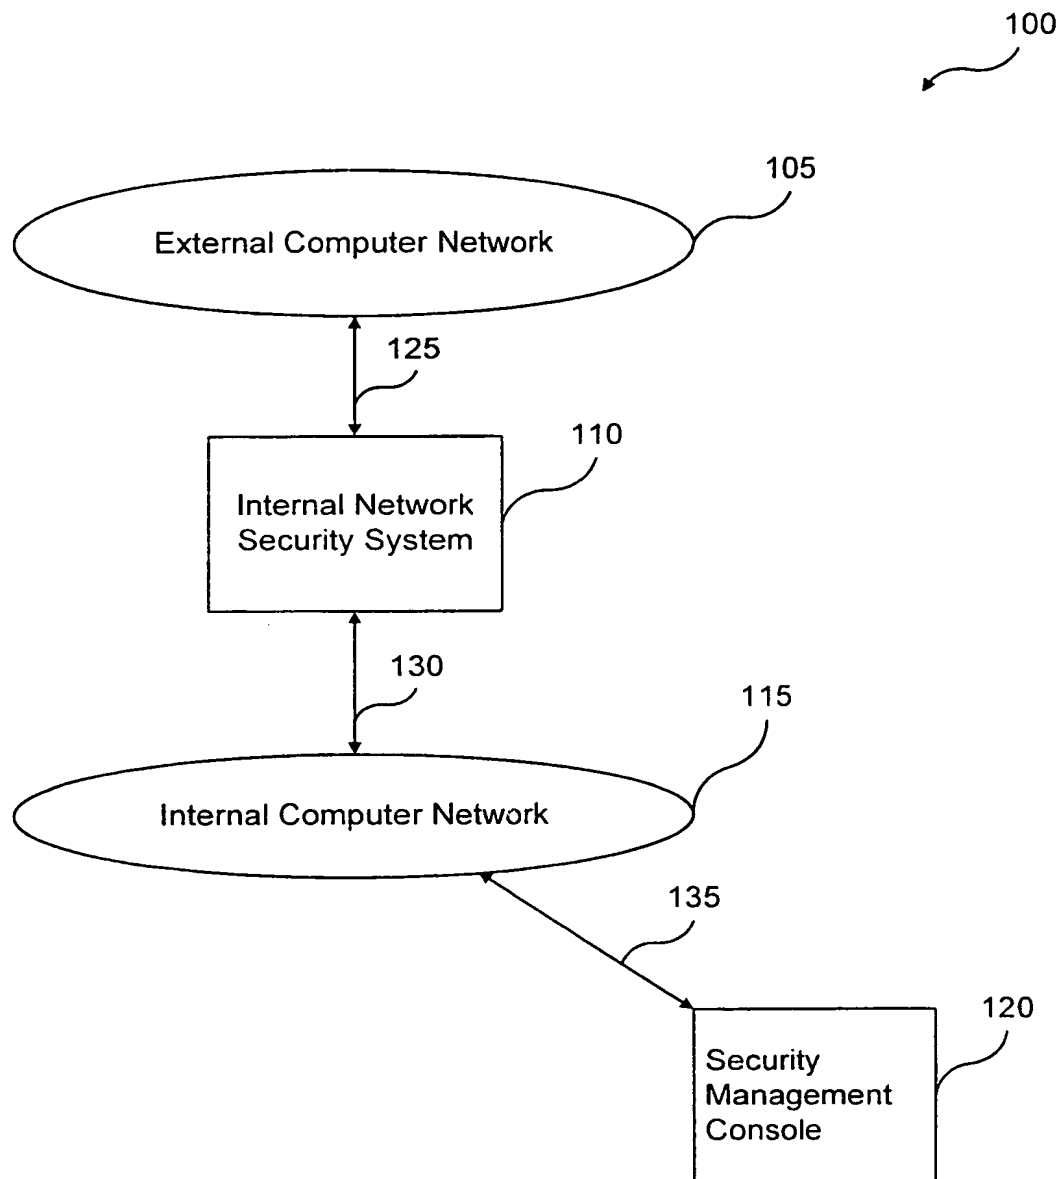 100
105
External Computer Network
125
110
Internal Network
Security System
130
115
Internal Computer Network
135
120
Security
Management
Console